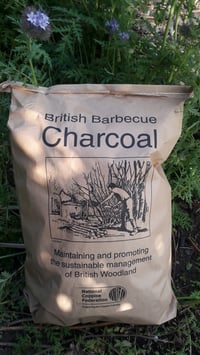 British Barbecue
Charcoal
Maintaining and promoting
the sustainable management
of British Woodland
National
Coppice
Federation